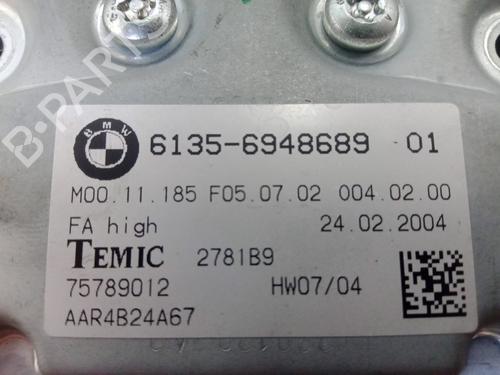 B-PARTS
BMW
6135-6948689 01
M00.11.185 F05.07.02 004.02.00
FA high 24.02.2004
TEMIC 2781B9
75789012 HW07/04
AAR4B24A67